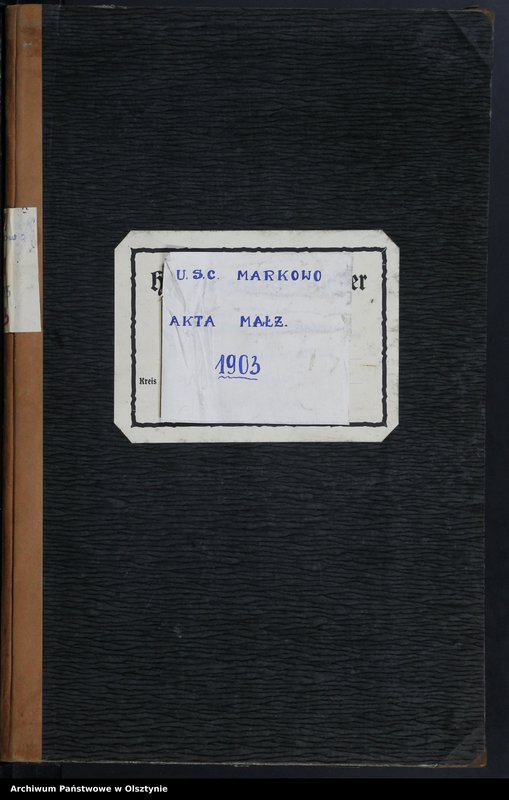 U.S.C. MARKOWO
AKTA MAŁŻ.
1903
Kreis
Archiwum Państwowe w Olsztynie